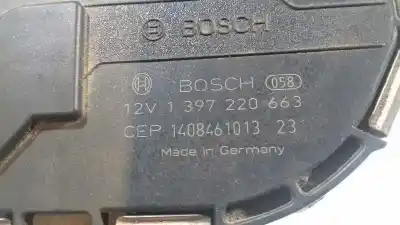 BOSCH
BOSCH 058
12V 1 397 220 663
CEP 1408461013 23
Made in Germany